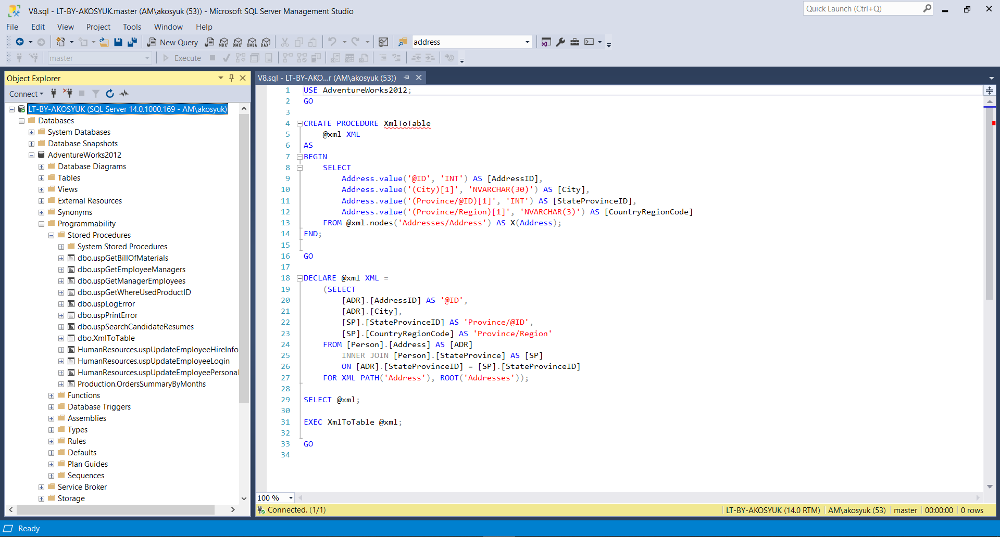 V8.sql - LT-BY-AKOSYUK.master (AM\akosyuk (53)) - Microsoft SQL Server Management Studio
Quick Launch (Ctrl+Q)
File Edit View Project Tools Window Help
New Query MDX DMX XMLA DAX address
master Execute
Object Explorer
Connect
LT-BY-AKOSYUK (SQL Server 14.0.1000.169 - AM\akosyuk)
Databases
System Databases
Database Snapshots
AdventureWorks2012
Database Diagrams
Tables
Views
External Resources
Synonyms
Programmability
Stored Procedures
System Stored Procedures
dbo.uspGetBillOfMaterials
dbo.uspGetEmployeeManagers
dbo.uspGetManagerEmployees
dbo.uspGetWhereUsedProductID
dbo.uspLogError
dbo.uspPrintError
dbo.uspSearchCandidateResumes
dbo.XmlToTable
HumanResources.uspUpdateEmployeeHireInfo
HumanResources.uspUpdateEmployeeLogin
HumanResources.uspUpdateEmployeePersonal
Production.OrdersSummaryByMonths
Functions
Database Triggers
Assemblies
Types
Rules
Defaults
Plan Guides
Sequences
Service Broker
Storage
V8.sql - LT-BY-AKO...r (AM\akosyuk (53))
1 USE AdventureWorks2012;
2 GO
3
4 CREATE PROCEDURE XmlToTable
5 @xml XML
6 AS
7 BEGIN
8 SELECT
9 Address.value('@ID', 'INT') AS [AddressID],
10 Address.value('(City)[1]', 'NVARCHAR(30)') AS [City],
11 Address.value('(Province/@ID)[1]', 'INT') AS [StateProvinceID],
12 Address.value('(Province/Region)[1]', 'NVARCHAR(3)') AS [CountryRegionCode]
13 FROM @xml.nodes('Addresses/Address') AS X(Address);
14 END;
15
16 GO
17
18 DECLARE @xml XML =
19 (SELECT
20 [ADR].[AddressID] AS '@ID',
21 [ADR].[City],
22 [SP].[StateProvinceID] AS 'Province/@ID',
23 [SP].[CountryRegionCode] AS 'Province/Region'
24 FROM [Person].[Address] AS [ADR]
25 INNER JOIN [Person].[StateProvince] AS [SP]
26 ON [ADR].[StateProvinceID] = [SP].[StateProvinceID]
27 FOR XML PATH('Address'), ROOT('Addresses'));
28
29 SELECT @xml;
30
31 EXEC XmlToTable @xml;
32
33 GO
34
100 %
Connected. (1/1) LT-BY-AKOSYUK (14.0 RTM) AM\akosyuk (53) master 00:00:00 0 rows
Ready